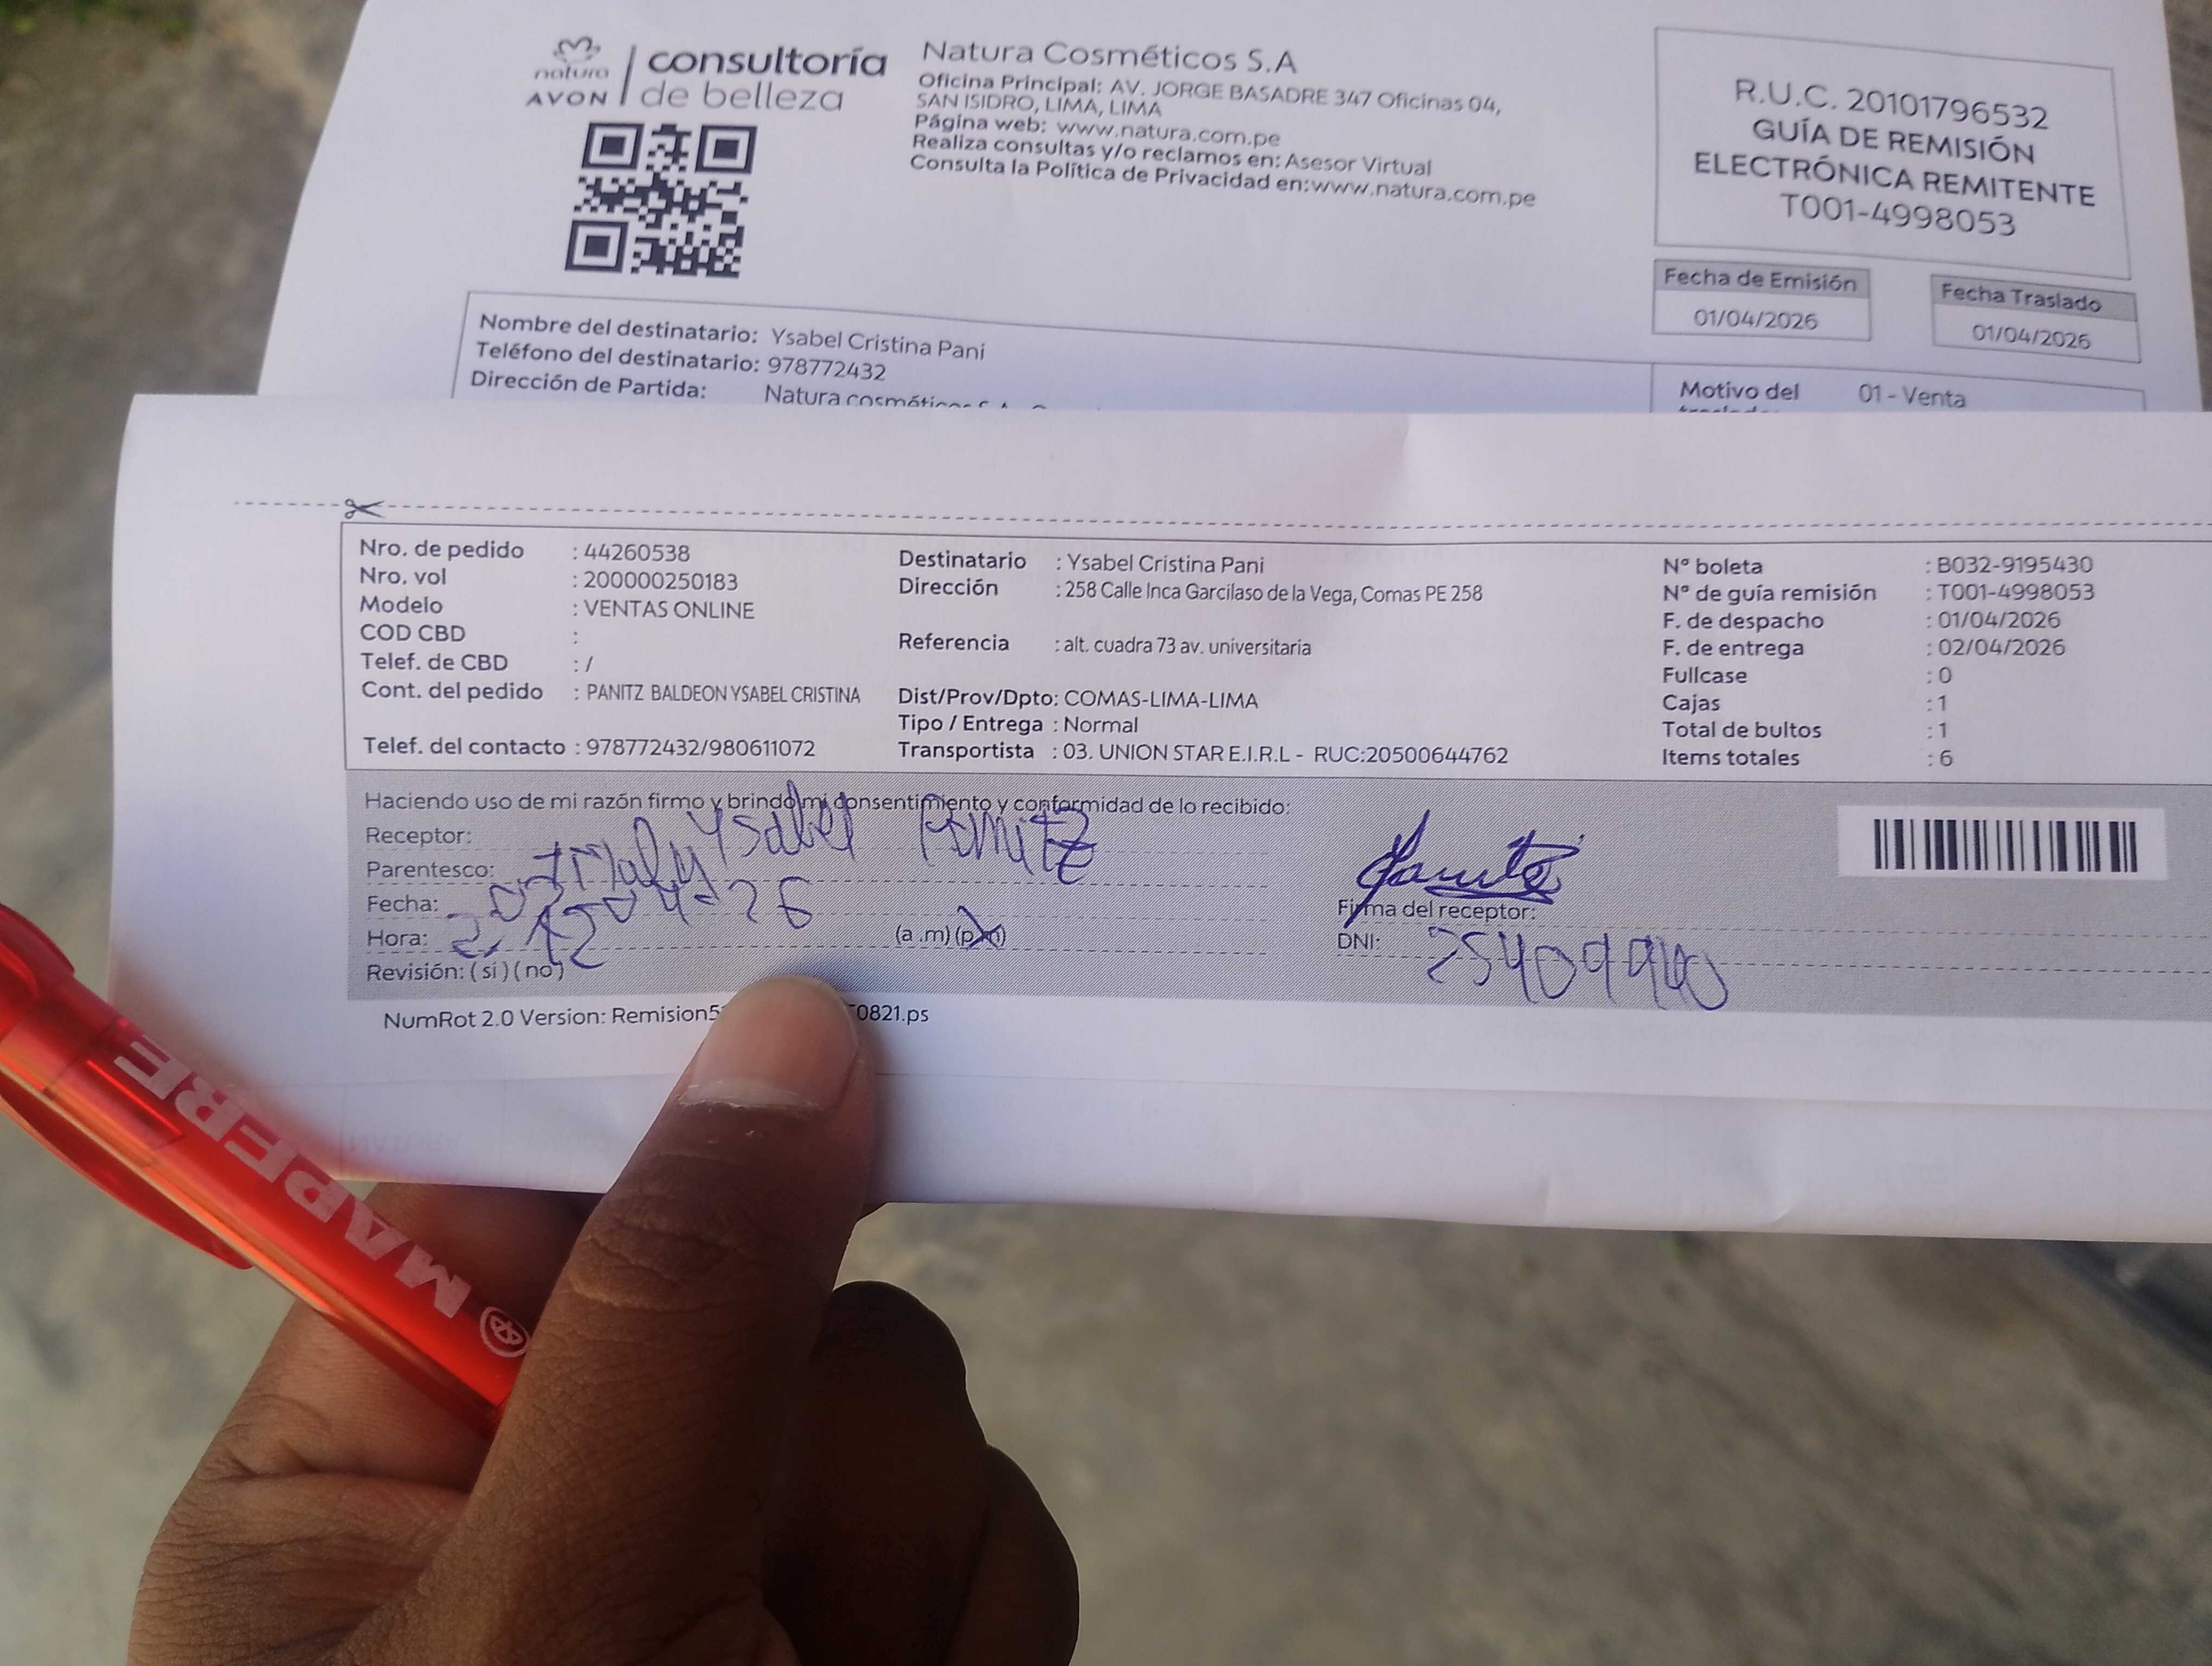 natura
AVON
consultoría
de belleza
Natura Cosméticos S.A
Oficina Principal: AV. JORGE BASADRE 347 Oficinas 04,
SAN ISIDRO, LIMA, LIMA
Página web: www.natura.com.pe
Realiza consultas y/o reclamos en: Asesor Virtual
Consulta la Política de Privacidad en:www.natura.com.pe
R.U.C. 20101796532
GUÍA DE REMISIÓN
ELECTRÓNICA REMITENTE
T001-4998053
Fecha de Emisión
01/04/2026
Fecha Traslado
01/04/2026
Nombre del destinatario: Ysabel Cristina Pani
Teléfono del destinatario: 978772432
Dirección de Partida: Natura cosméticos S.A.
Motivo del
traslado:
01 - Venta
Nro. de pedido : 44260538
Nro. vol : 200000250183
Modelo : VENTAS ONLINE
COD CBD :
Telef. de CBD : /
Cont. del pedido : PANITZ BALDEON YSABEL CRISTINA
Telef. del contacto : 978772432/980611072
Destinatario : Ysabel Cristina Pani
Dirección : 258 Calle Inca Garcilaso de la Vega, Comas PE 258
Referencia : alt. cuadra 73 av. universitaria
Dist/Prov/Dpto: COMAS-LIMA-LIMA
Tipo / Entrega : Normal
Transportista : 03. UNION STAR E.I.R.L - RUC:20500644762
N° boleta : B032-9195430
N° de guía remisión : T001-4998053
F. de despacho : 01/04/2026
F. de entrega : 02/04/2026
Fullcase : 0
Cajas : 1
Total de bultos : 1
Items totales : 6
Haciendo uso de mi razón firmo y brindo mi consentimiento y conformidad de lo recibido:
Receptor: Ysabel Panitz
Parentesco:
Fecha:
Hora: (a .m) (p.m)
Revisión: ( si ) ( no )
Firma del receptor:
DNI: 25409940
NumRot 2.0 Version: Remision5 0821.ps
MAPFRE